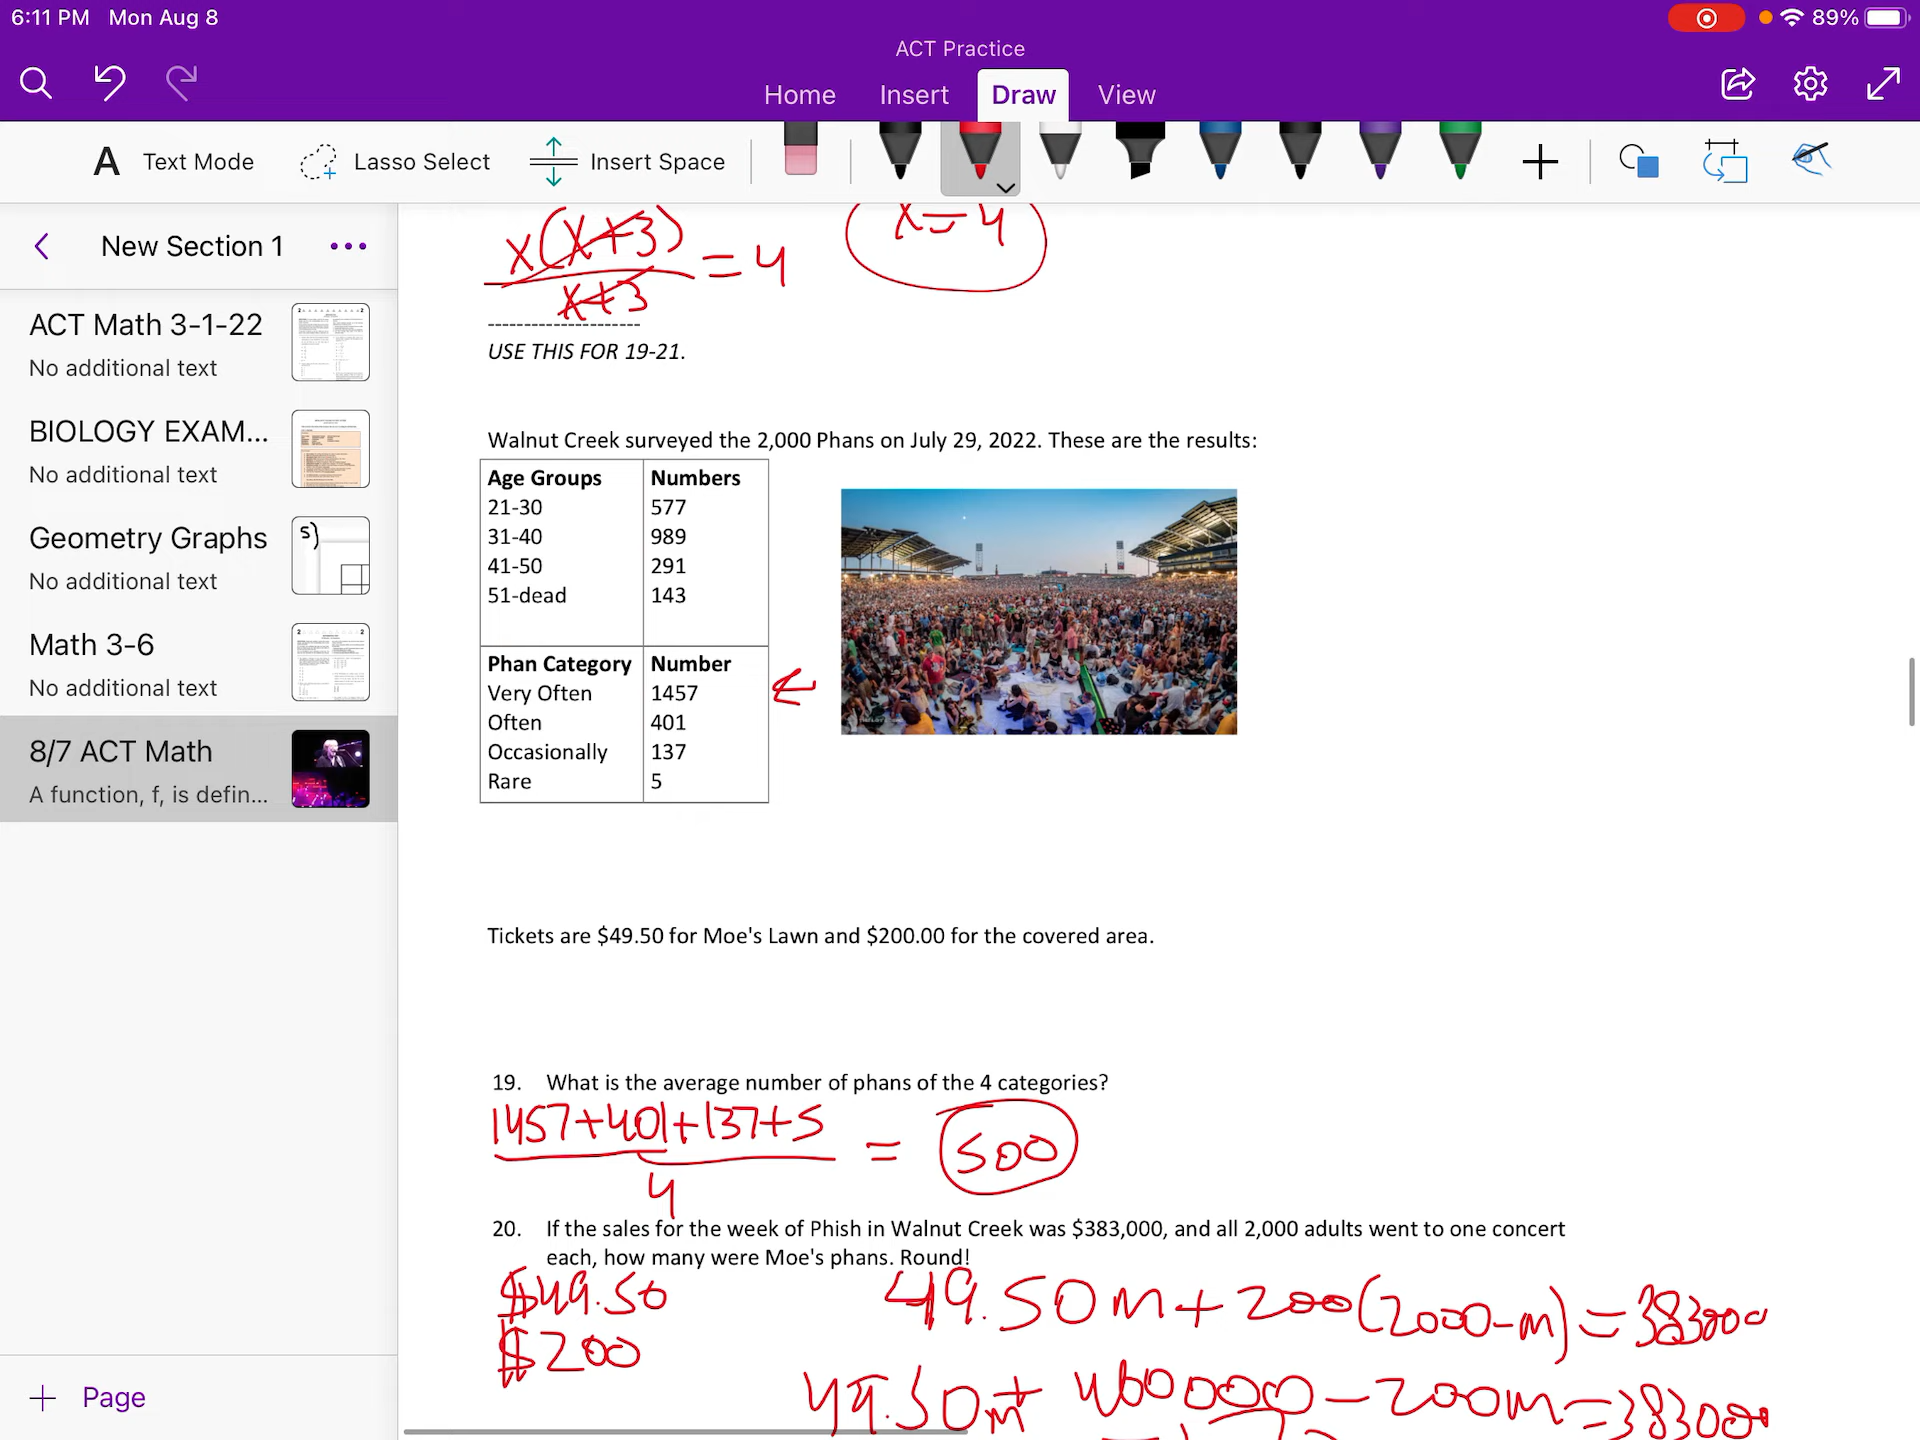 6:11 PM Mon Aug 8
89%
ACT Practice
Home Insert Draw View
A Text Mode Lasso Select Insert Space
New Section 1
ACT Math 3-1-22
No additional text
BIOLOGY EXAM...
No additional text
Geometry Graphs
No additional text
5)
Math 3-6
No additional text
8/7 ACT Math
A function, f, is defin...
+ Page
x(x+3)
x+3
= 4
x=4
----------------------
USE THIS FOR 19-21.
Walnut Creek surveyed the 2,000 Phans on July 29, 2022. These are the results:
Age Groups Numbers
21-30 577
31-40 989
41-50 291
51-dead 143
Phan Category Number
Very Often 1457
Often 401
Occasionally 137
Rare 5
Tickets are $49.50 for Moe's Lawn and $200.00 for the covered area.
19. What is the average number of phans of the 4 categories?
1457+401+137+5
4
= 500
20. If the sales for the week of Phish in Walnut Creek was $383,000, and all 2,000 adults went to one concert
each, how many were Moe's phans. Round!
$49.50
$200
49.50m+200(2000-m)=383000
49.50m+400000-200m=383000